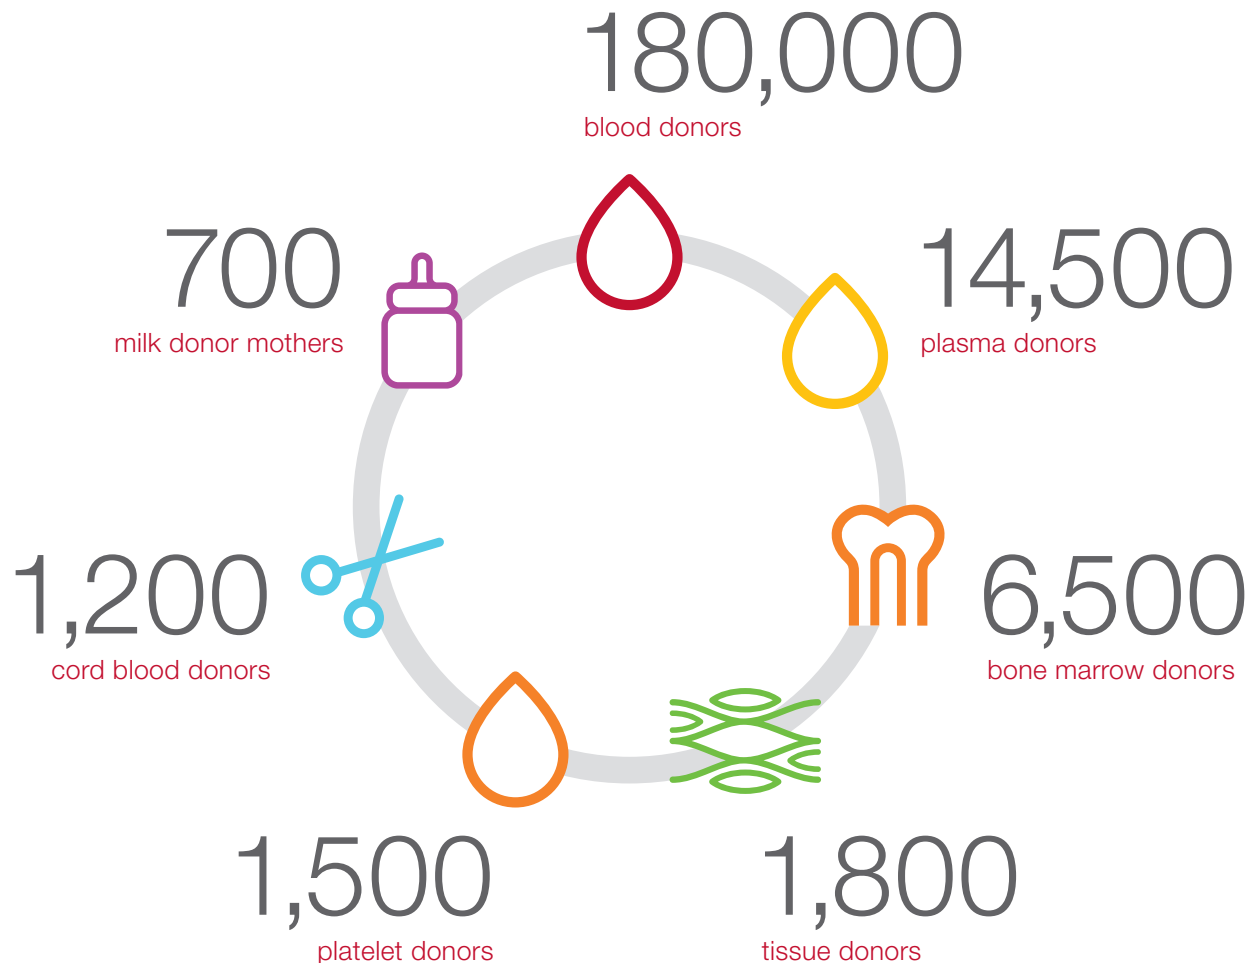 180,000
blood donors
14,500
plasma donors
6,500
bone marrow donors
1,800
tissue donors
1,500
platelet donors
1,200
cord blood donors
700
milk donor mothers